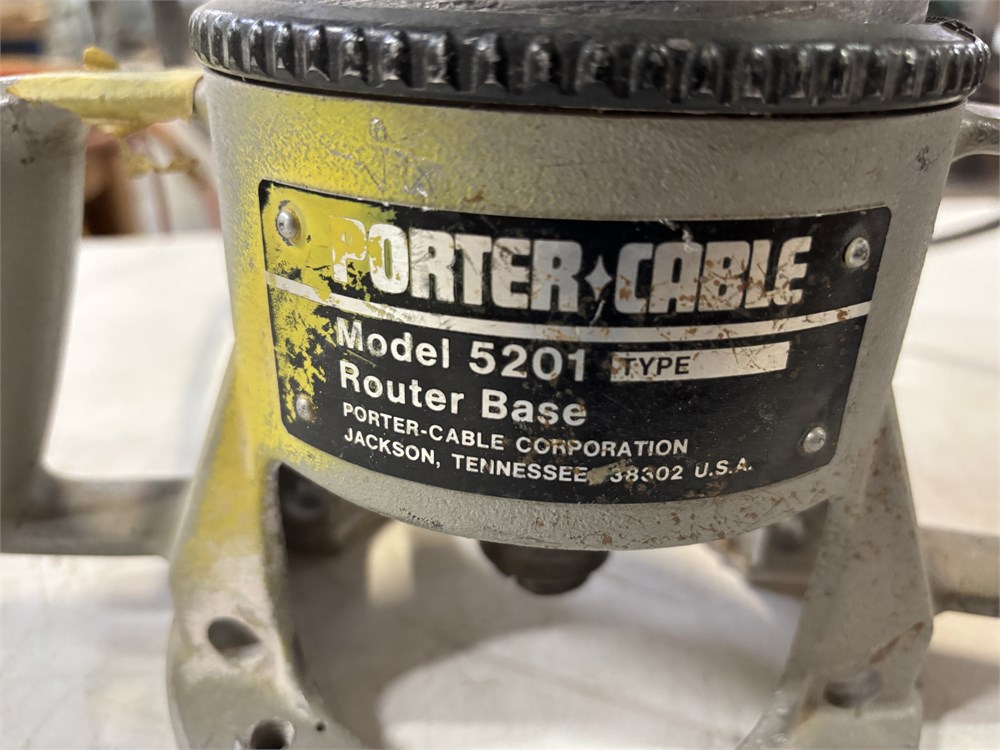 PORTER✦CABLE
Model 5201 TYPE
Router Base
PORTER-CABLE CORPORATION
JACKSON, TENNESSEE 38302 U.S.A.